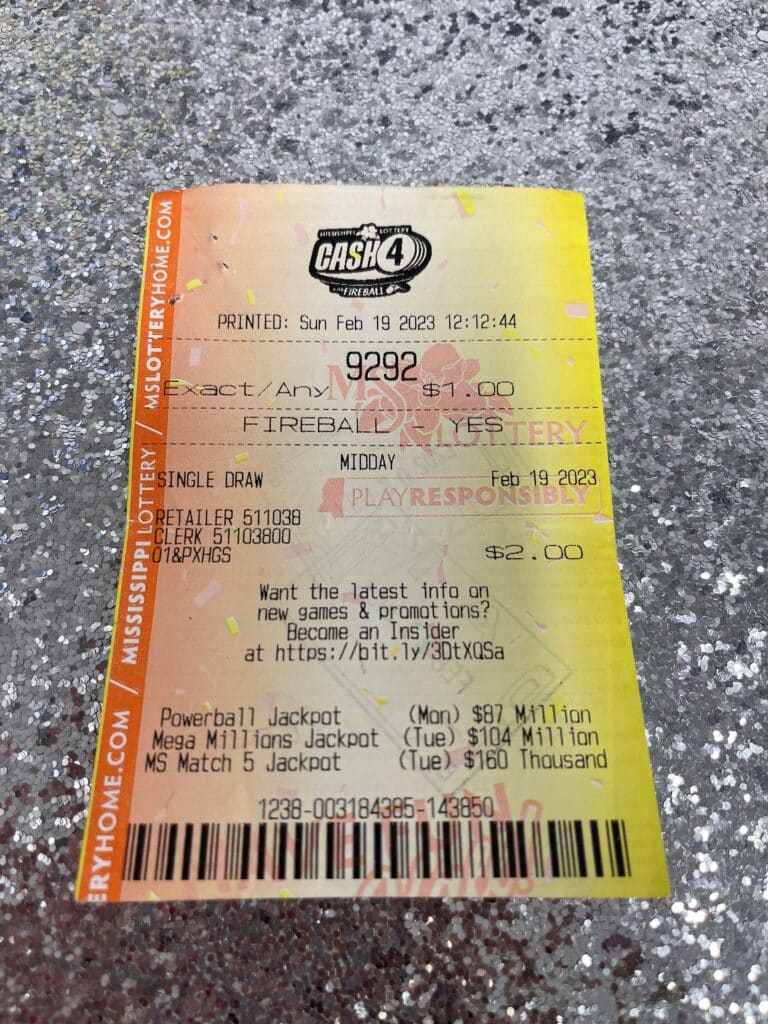 MISSISSIPPI LOTTERY
CASH 4
FIREBALL
PRINTED: Sun Feb 19 2023 12:12:44
9292
Exact/Any $1.00
FIREBALL - YES
MS LOTTERY
MIDDAY
SINGLE DRAW Feb 19 2023
PLAYRESPONSIBLY
RETAILER 511038
CLERK 51103800
01&PXHGS $2.00
Want the latest info on
new games & promotions?
Become an Insider
at https://bit.ly/3DtXQSa
Powerball Jackpot (Mon) $87 Million
Mega Millions Jackpot (Tue) $104 Million
MS Match 5 Jackpot (Tue) $160 Thousand
1238-003184385-143850
ERYHOME.COM / MISSISSIPPI LOTTERY / MSLOTTERYHOME.COM